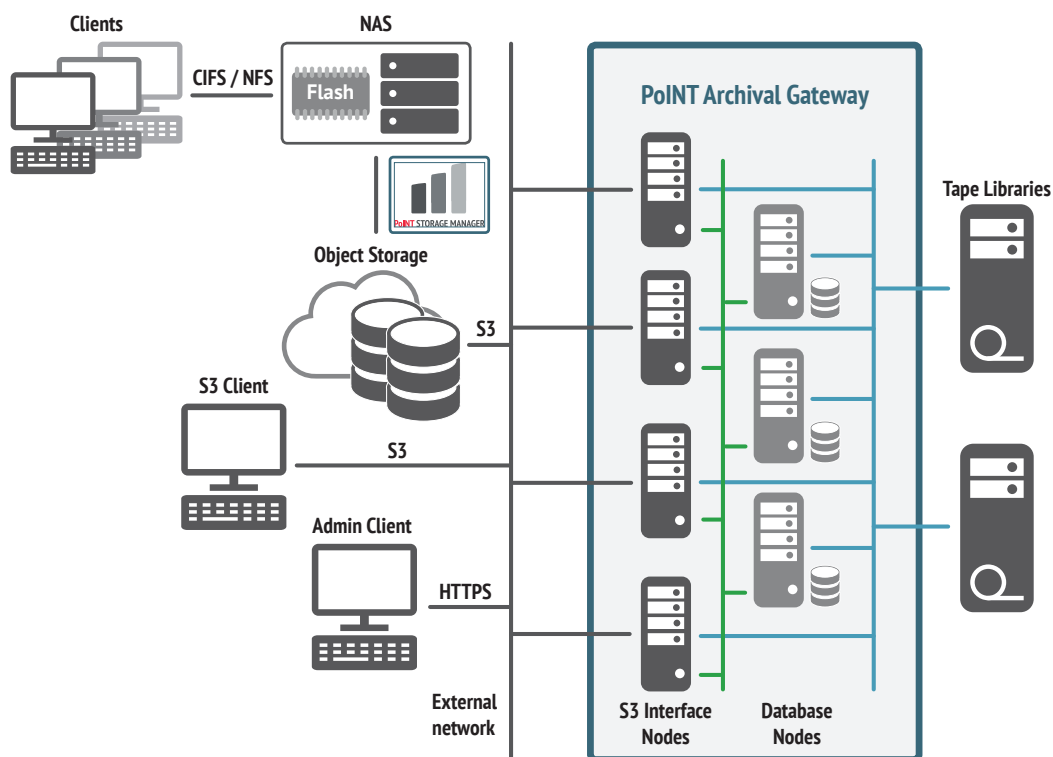 Clients
NAS
CIFS / NFS
Flash
PoINT Archival Gateway
PoINT STORAGE MANAGER
Tape Libraries
Object Storage
S3
S3 Client
S3
Admin Client
HTTPS
External
network
S3 Interface
Nodes
Database
Nodes